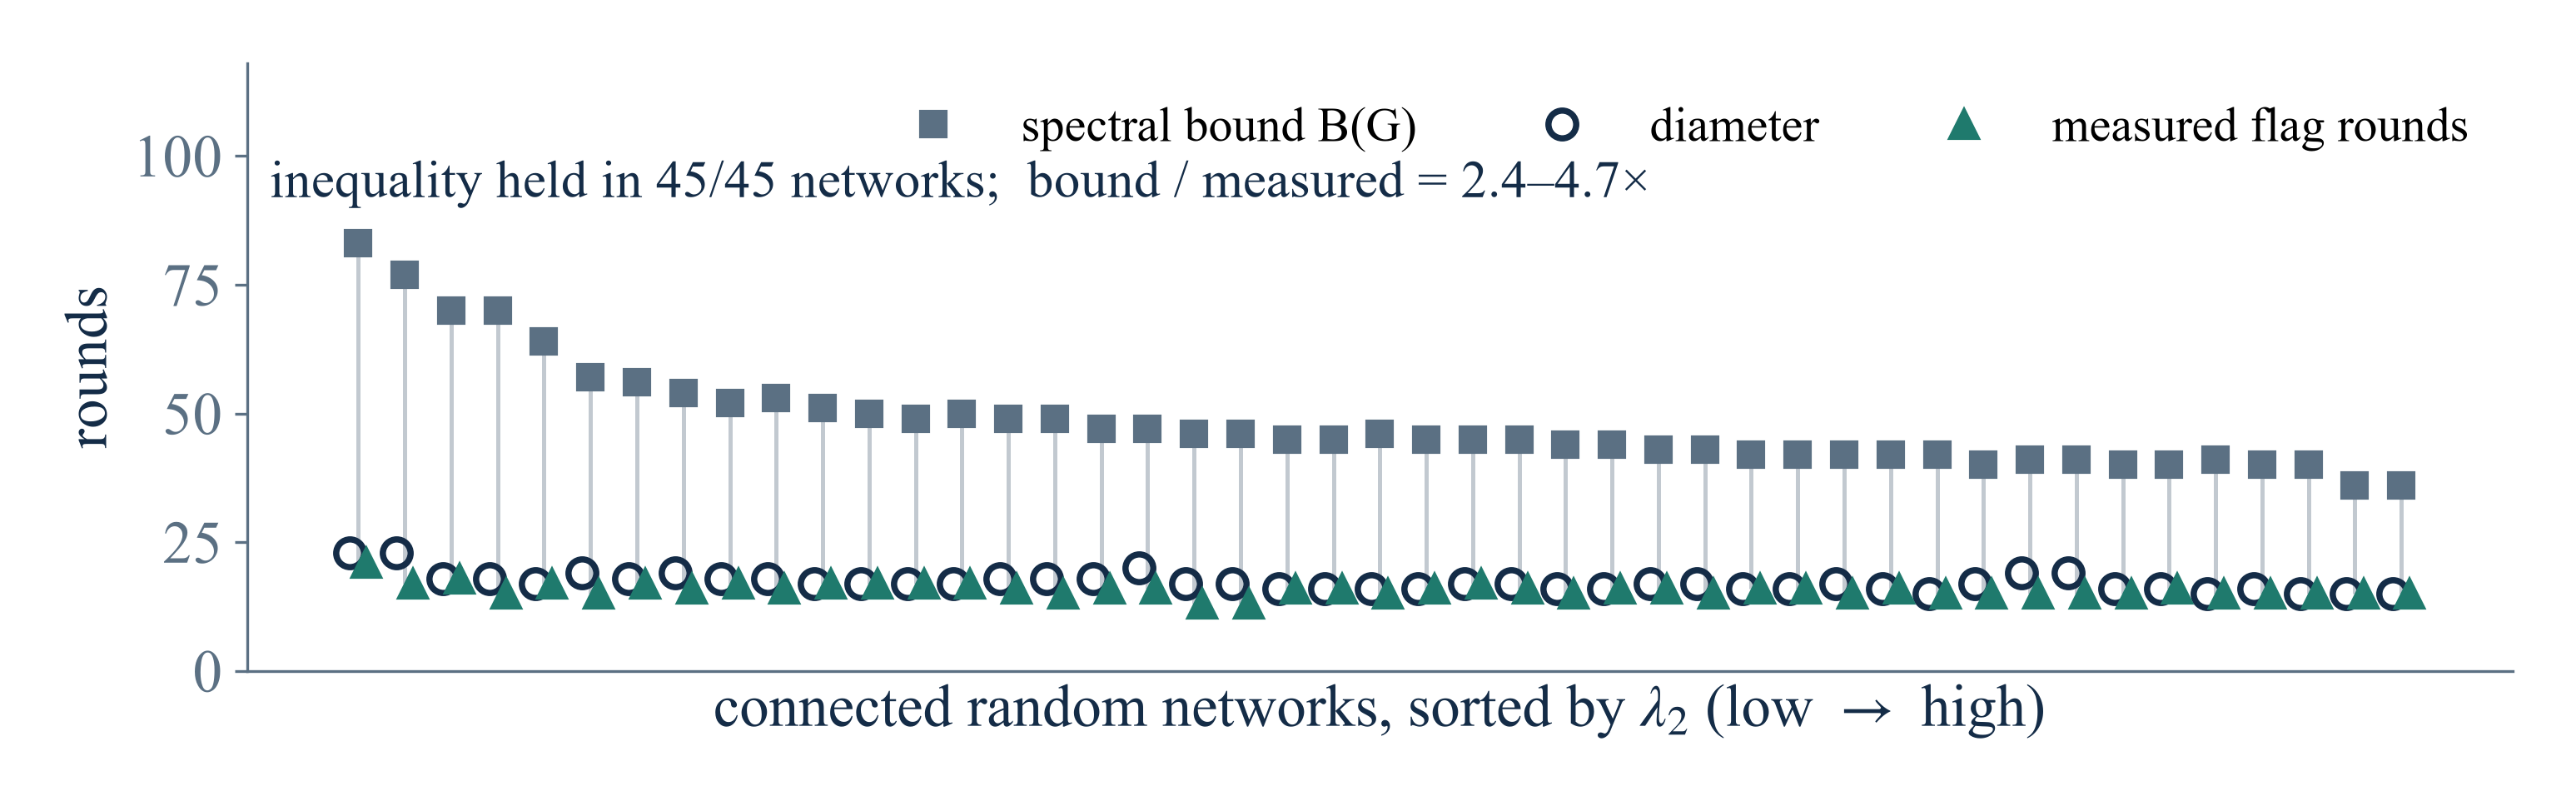 spectral bound B(G) diameter measured flag rounds
inequality held in 45/45 networks; bound / measured = 2.4–4.7×
100
75
50
25
0
rounds
connected random networks, sorted by λ₂ (low → high)